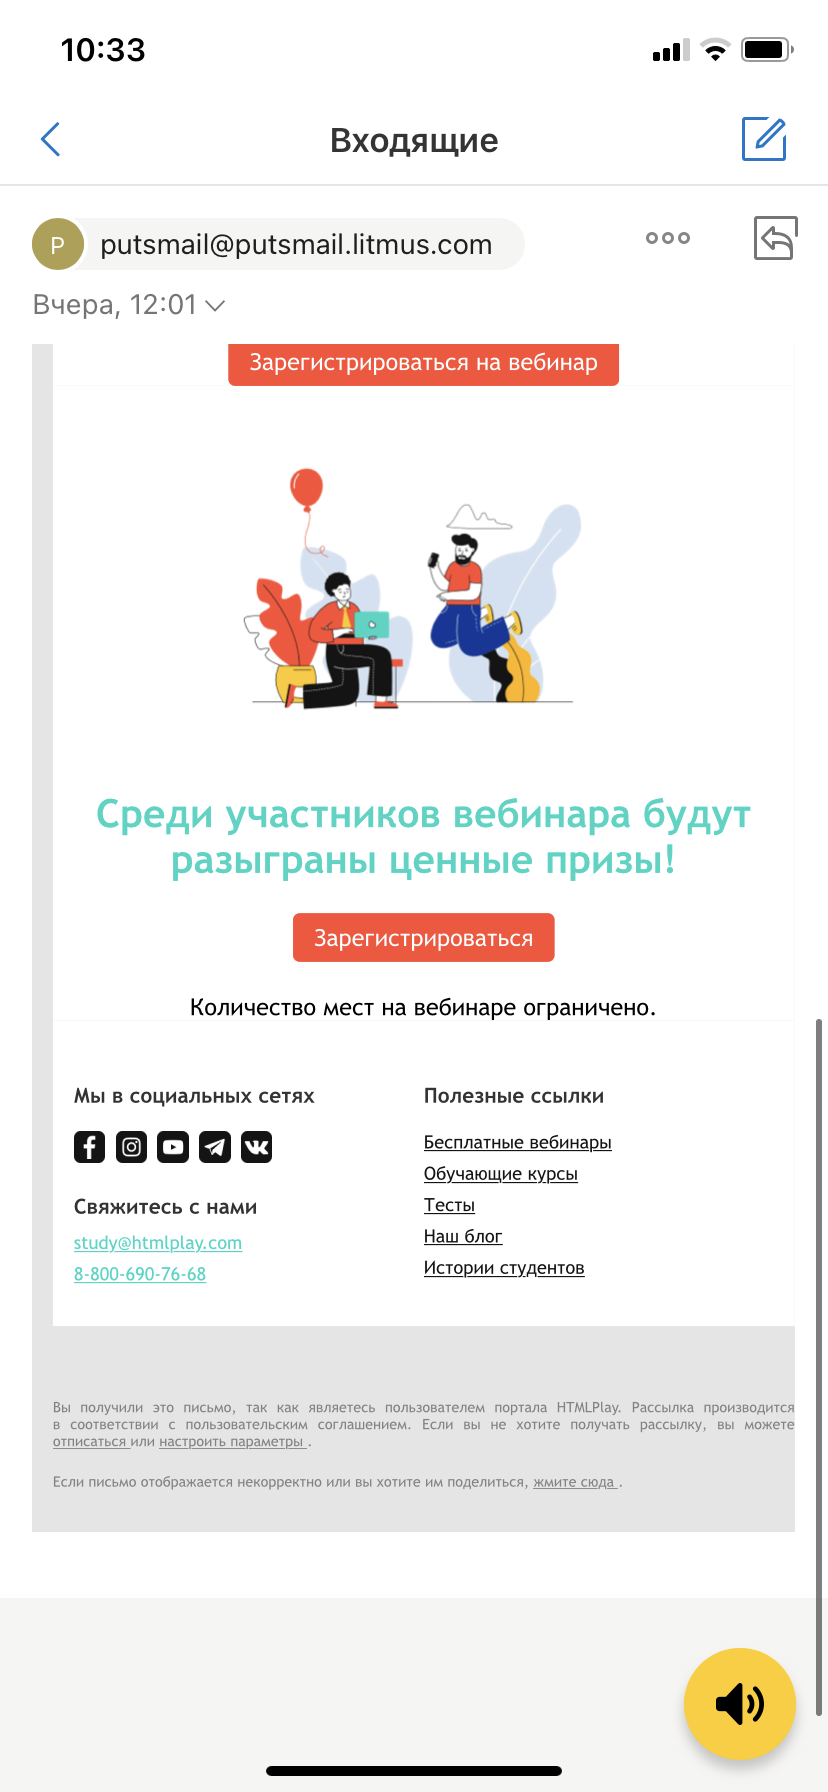 10:33
Входящие
P
putsmail@putsmail.litmus.com
Вчера, 12:01
Зарегистрироваться на вебинар
Среди участников вебинара будут
разыграны ценные призы!
Зарегистрироваться
Количество мест на вебинаре ограничено.
Мы в социальных сетях
Свяжитесь с нами
study@htmlplay.com
8-800-690-76-68
Полезные ссылки
Бесплатные вебинары
Обучающие курсы
Тесты
Наш блог
Истории студентов
Вы получили это письмо, так как являетесь пользователем портала HTMLPlay. Рассылка производится
в соответствии с пользовательским соглашением. Если вы не хотите получать рассылку, вы можете
отписаться или настроить параметры .
Если письмо отображается некорректно или вы хотите им поделиться, жмите сюда .